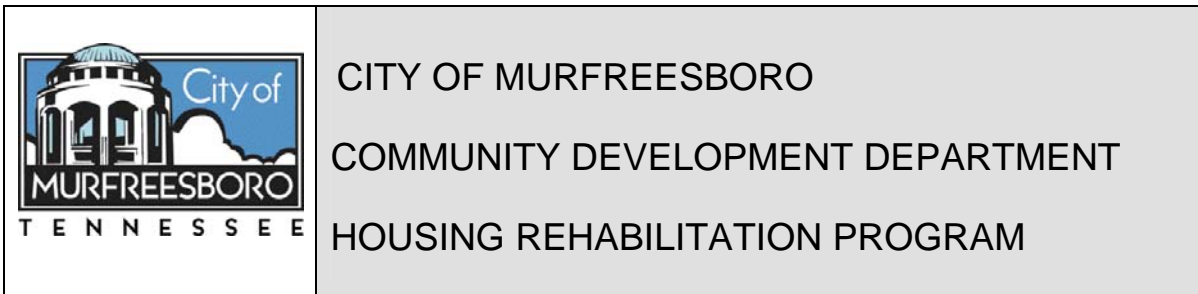 City of
MURFREESBORO
TENNESSEE
CITY OF MURFREESBORO
COMMUNITY DEVELOPMENT DEPARTMENT
HOUSING REHABILITATION PROGRAM